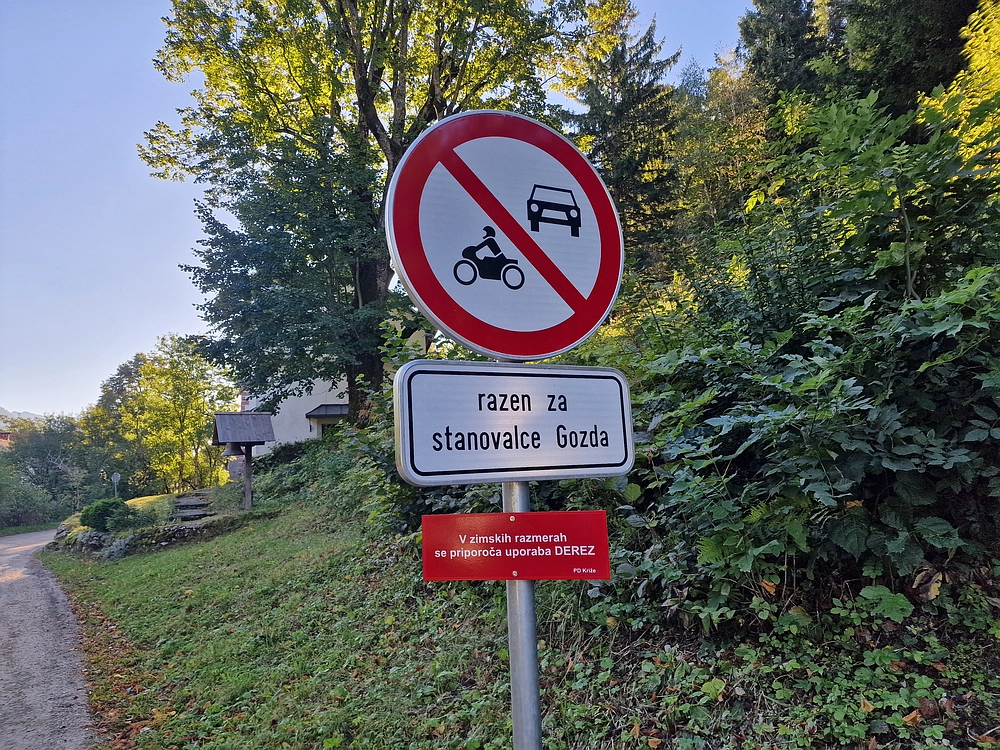 razen za
stanovalce Gozda
V zimskih razmerah
se priporoča uporaba DEREZ
PD Križe